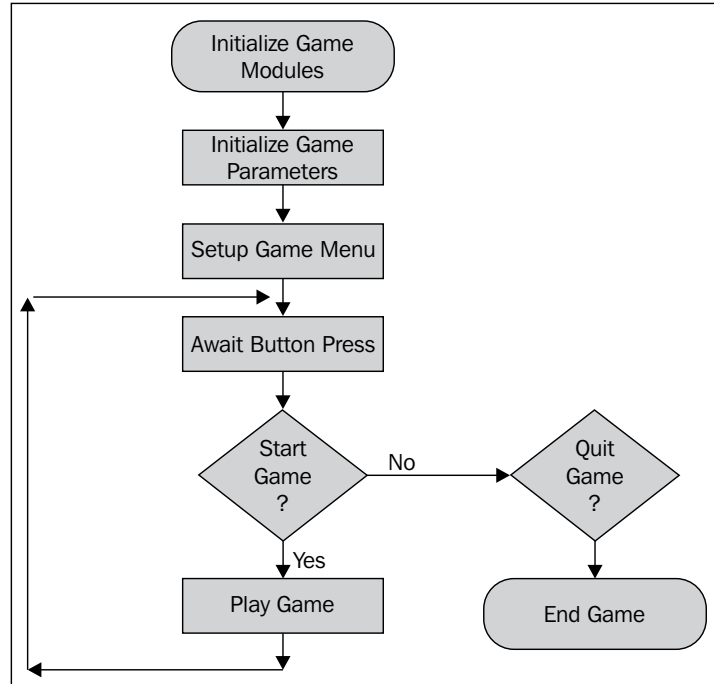 Initialize Game
Modules
Initialize Game
Parameters
Setup Game Menu
Await Button Press
Start
Game
?
No
Quit
Game
?
Yes
Play Game
End Game